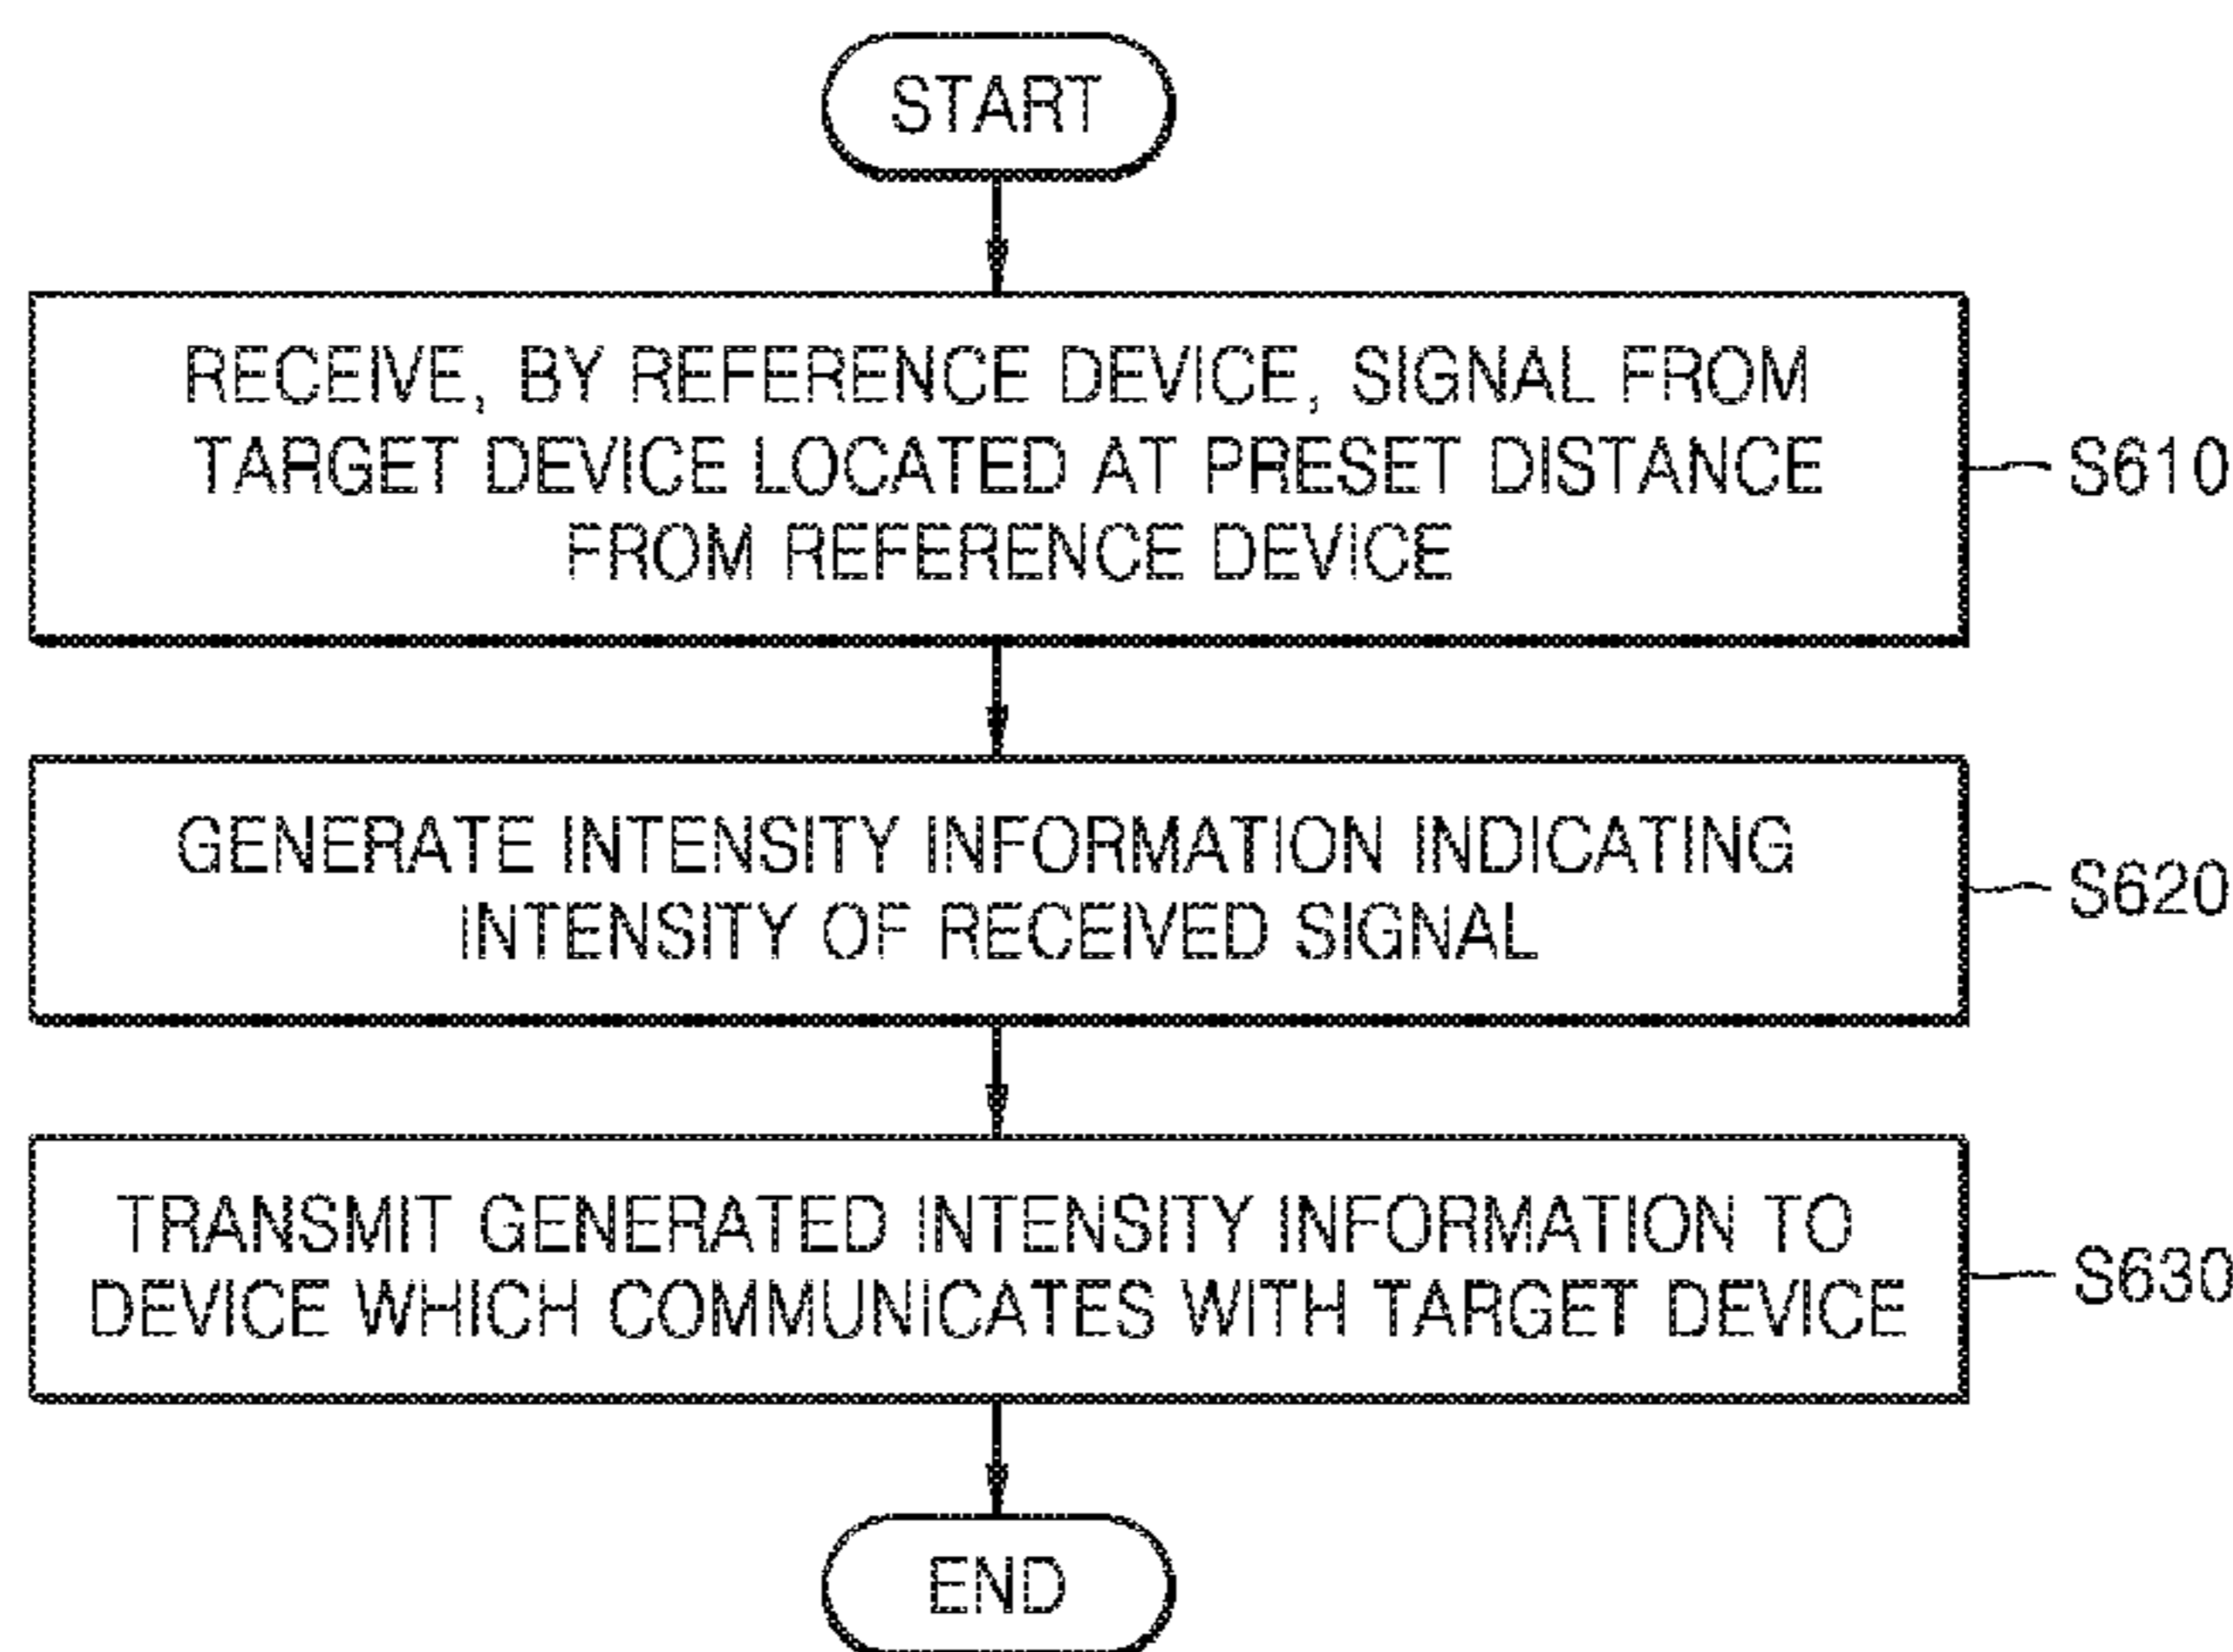 START
RECEIVE, BY REFERENCE DEVICE, SIGNAL FROM
TARGET DEVICE LOCATED AT PRESET DISTANCE
FROM REFERENCE DEVICE
S610
GENERATE INTENSITY INFORMATION INDICATING
INTENSITY OF RECEIVED SIGNAL
S620
TRANSMIT GENERATED INTENSITY INFORMATION TO
DEVICE WHICH COMMUNICATES WITH TARGET DEVICE
S630
END